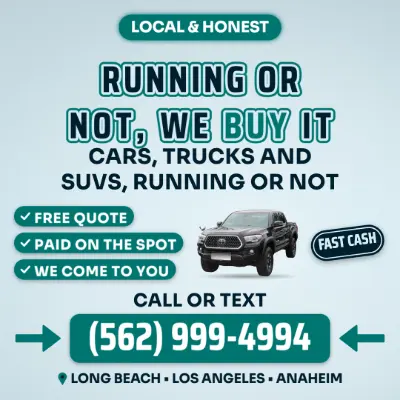 LOCAL & HONEST
RUNNING OR
NOT, WE BUY IT
CARS, TRUCKS AND
SUVS, RUNNING OR NOT
✓ FREE QUOTE
✓ PAID ON THE SPOT
✓ WE COME TO YOU
FAST CASH
CALL OR TEXT
(562) 999-4994
LONG BEACH • LOS ANGELES • ANAHEIM